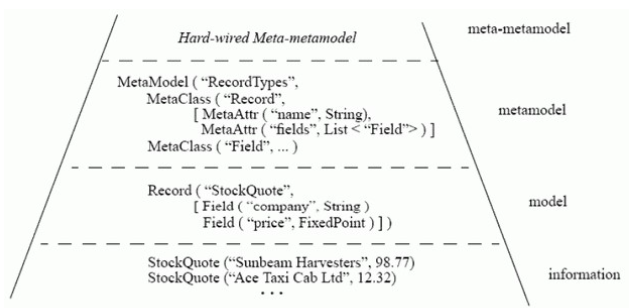 Hard-wired Meta-metamodel
meta-metamodel
MetaModel ( “RecordTypes”,
MetaClass ( “Record”,
[ MetaAttr ( “name”, String),
MetaAttr ( “fields”, List < “Field”> ) ]
MetaClass ( “Field”, ... )
metamodel
Record ( “StockQuote”,
[ Field ( “company”, String )
Field ( “price”, FixedPoint ) ] )
model
StockQuote (“Sunbeam Harvesters”, 98.77)
StockQuote (“Ace Taxi Cab Ltd”, 12.32)
• • •
information